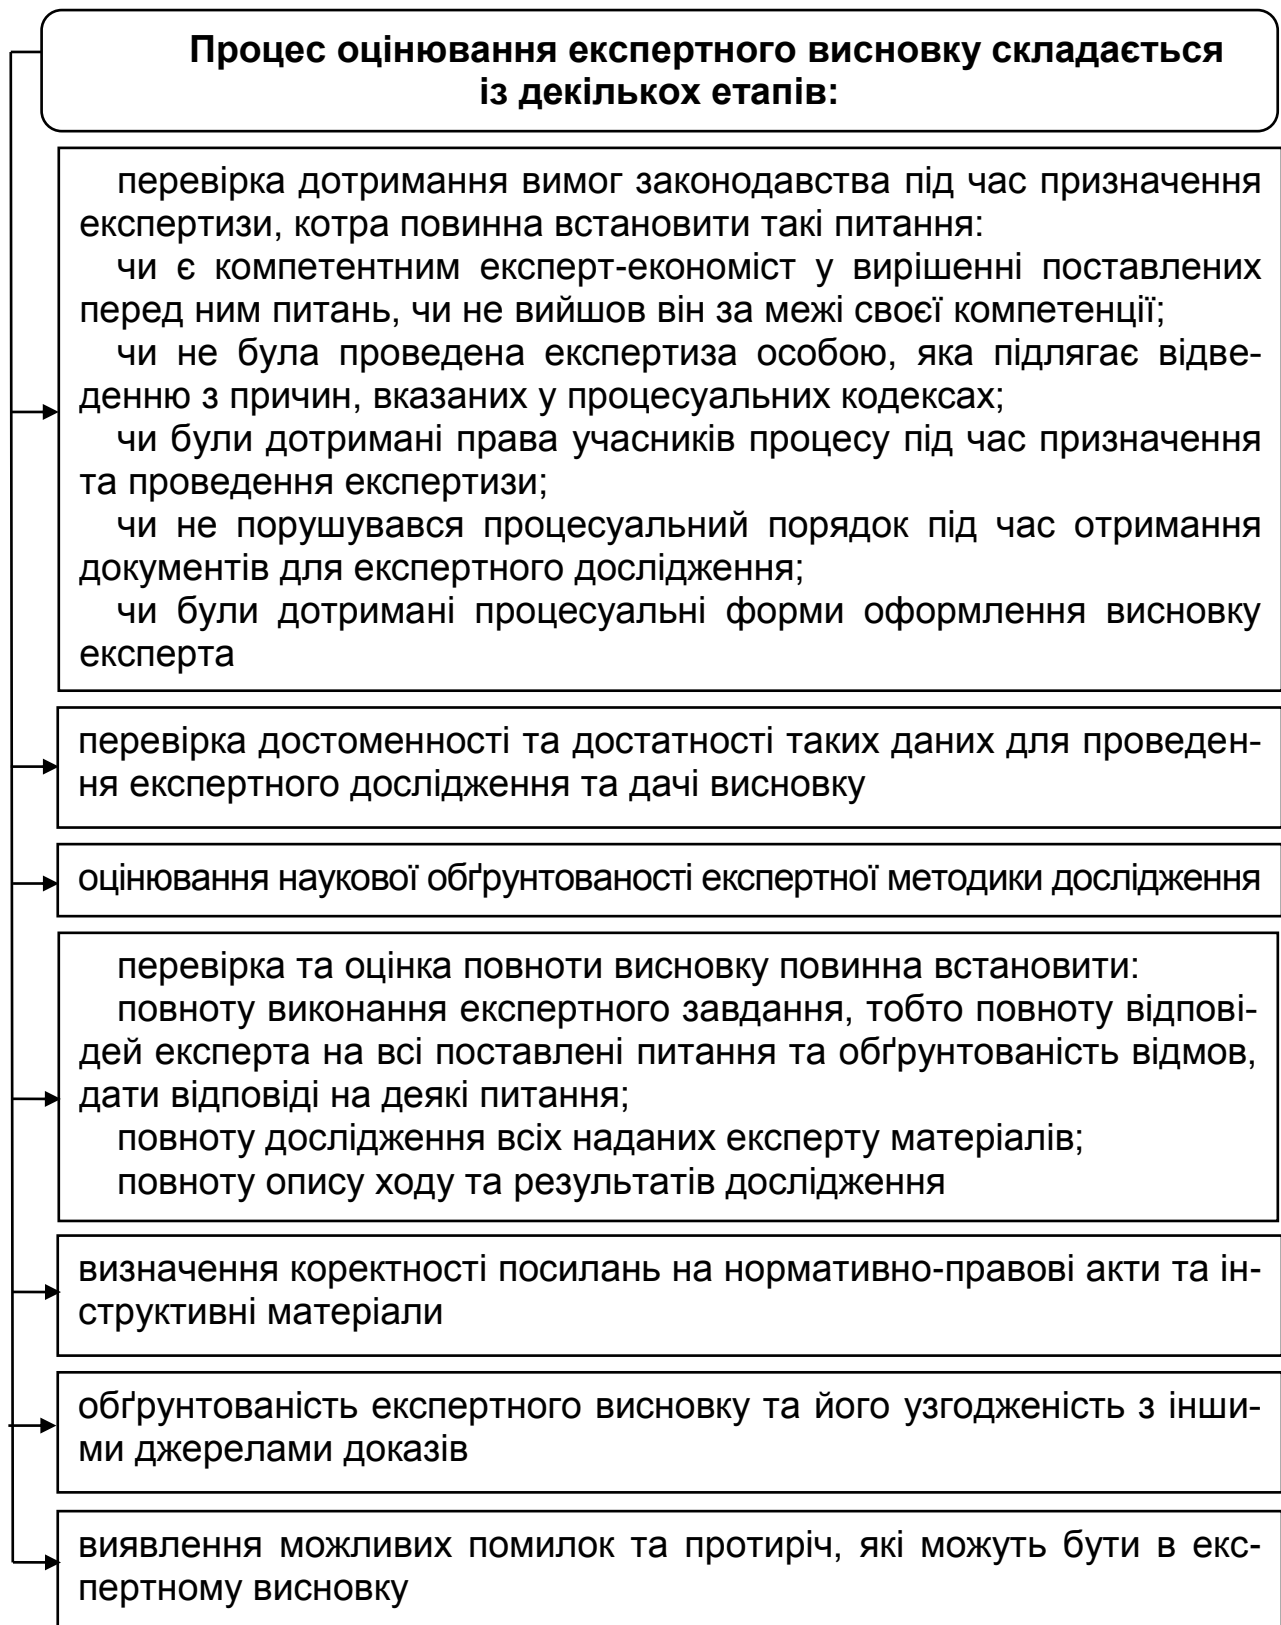 Процес оцінювання експертного висновку складається
із декількох етапів:
перевірка дотримання вимог законодавства під час призначення
експертизи, котра повинна встановити такі питання:
чи є компетентним експерт-економіст у вирішенні поставлених
перед ним питань, чи не вийшов він за межі своєї компетенції;
чи не була проведена експертиза особою, яка підлягає відве-
денню з причин, вказаних у процесуальних кодексах;
чи були дотримані права учасників процесу під час призначення
та проведення експертизи;
чи не порушувався процесуальний порядок під час отримання
документів для експертного дослідження;
чи були дотримані процесуальні форми оформлення висновку
експерта
перевірка достоменності та достатності таких даних для проведен-
ня експертного дослідження та дачі висновку
оцінювання наукової обґрунтованості експертної методики дослідження
перевірка та оцінка повноти висновку повинна встановити:
повноту виконання експертного завдання, тобто повноту відпові-
дей експерта на всі поставлені питання та обґрунтованість відмов,
дати відповіді на деякі питання;
повноту дослідження всіх наданих експерту матеріалів;
повноту опису ходу та результатів дослідження
визначення коректності посилань на нормативно-правові акти та ін-
структивні матеріали
обґрунтованість експертного висновку та його узгодженість з інши-
ми джерелами доказів
виявлення можливих помилок та протиріч, які можуть бути в екс-
пертному висновку